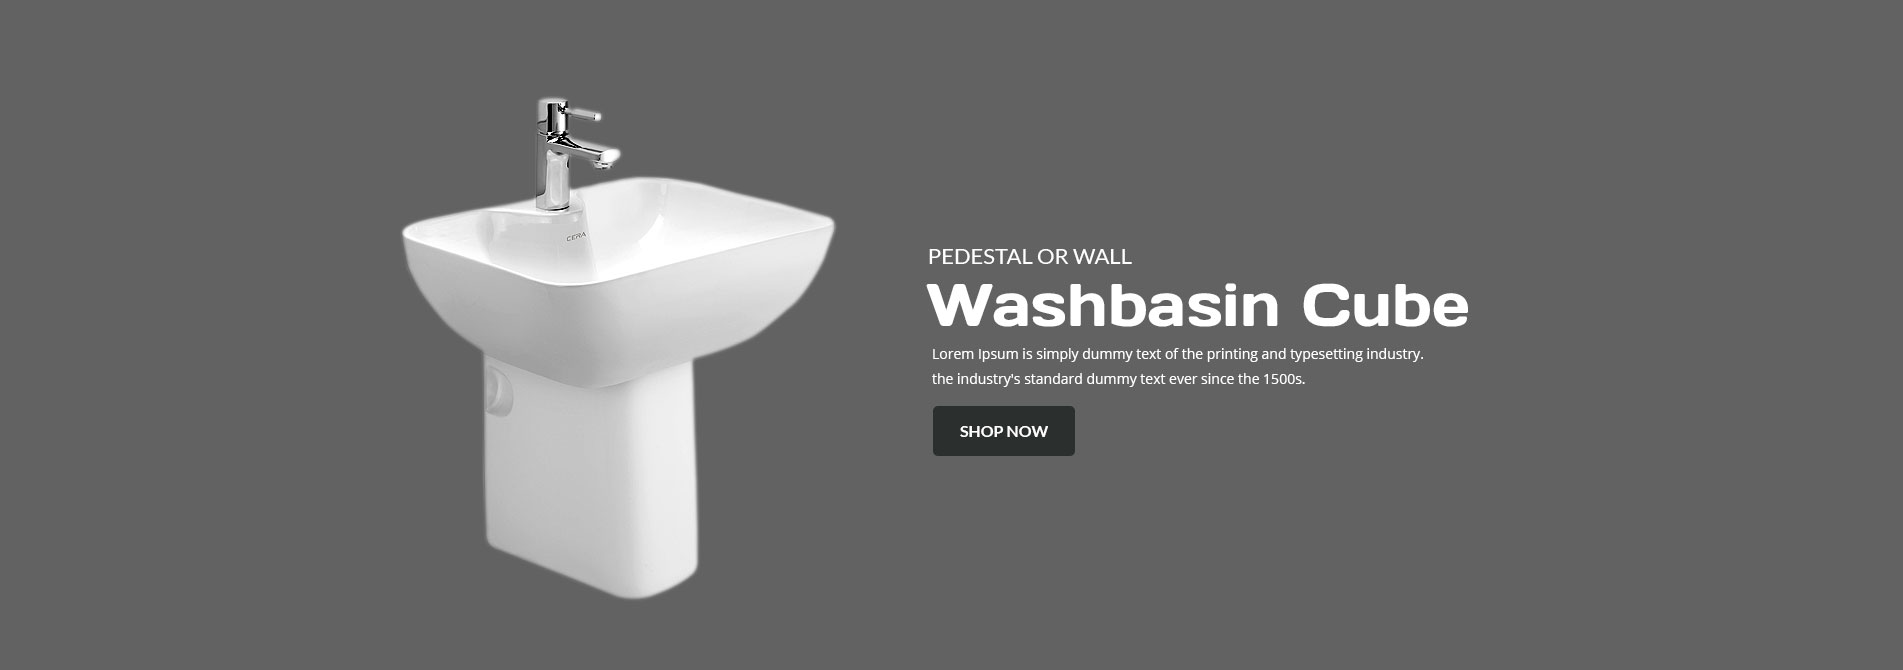 CERA
PEDESTAL OR WALL
Washbasin Cube
Lorem Ipsum is simply dummy text of the printing and typesetting industry.
the industry's standard dummy text ever since the 1500s.
SHOP NOW